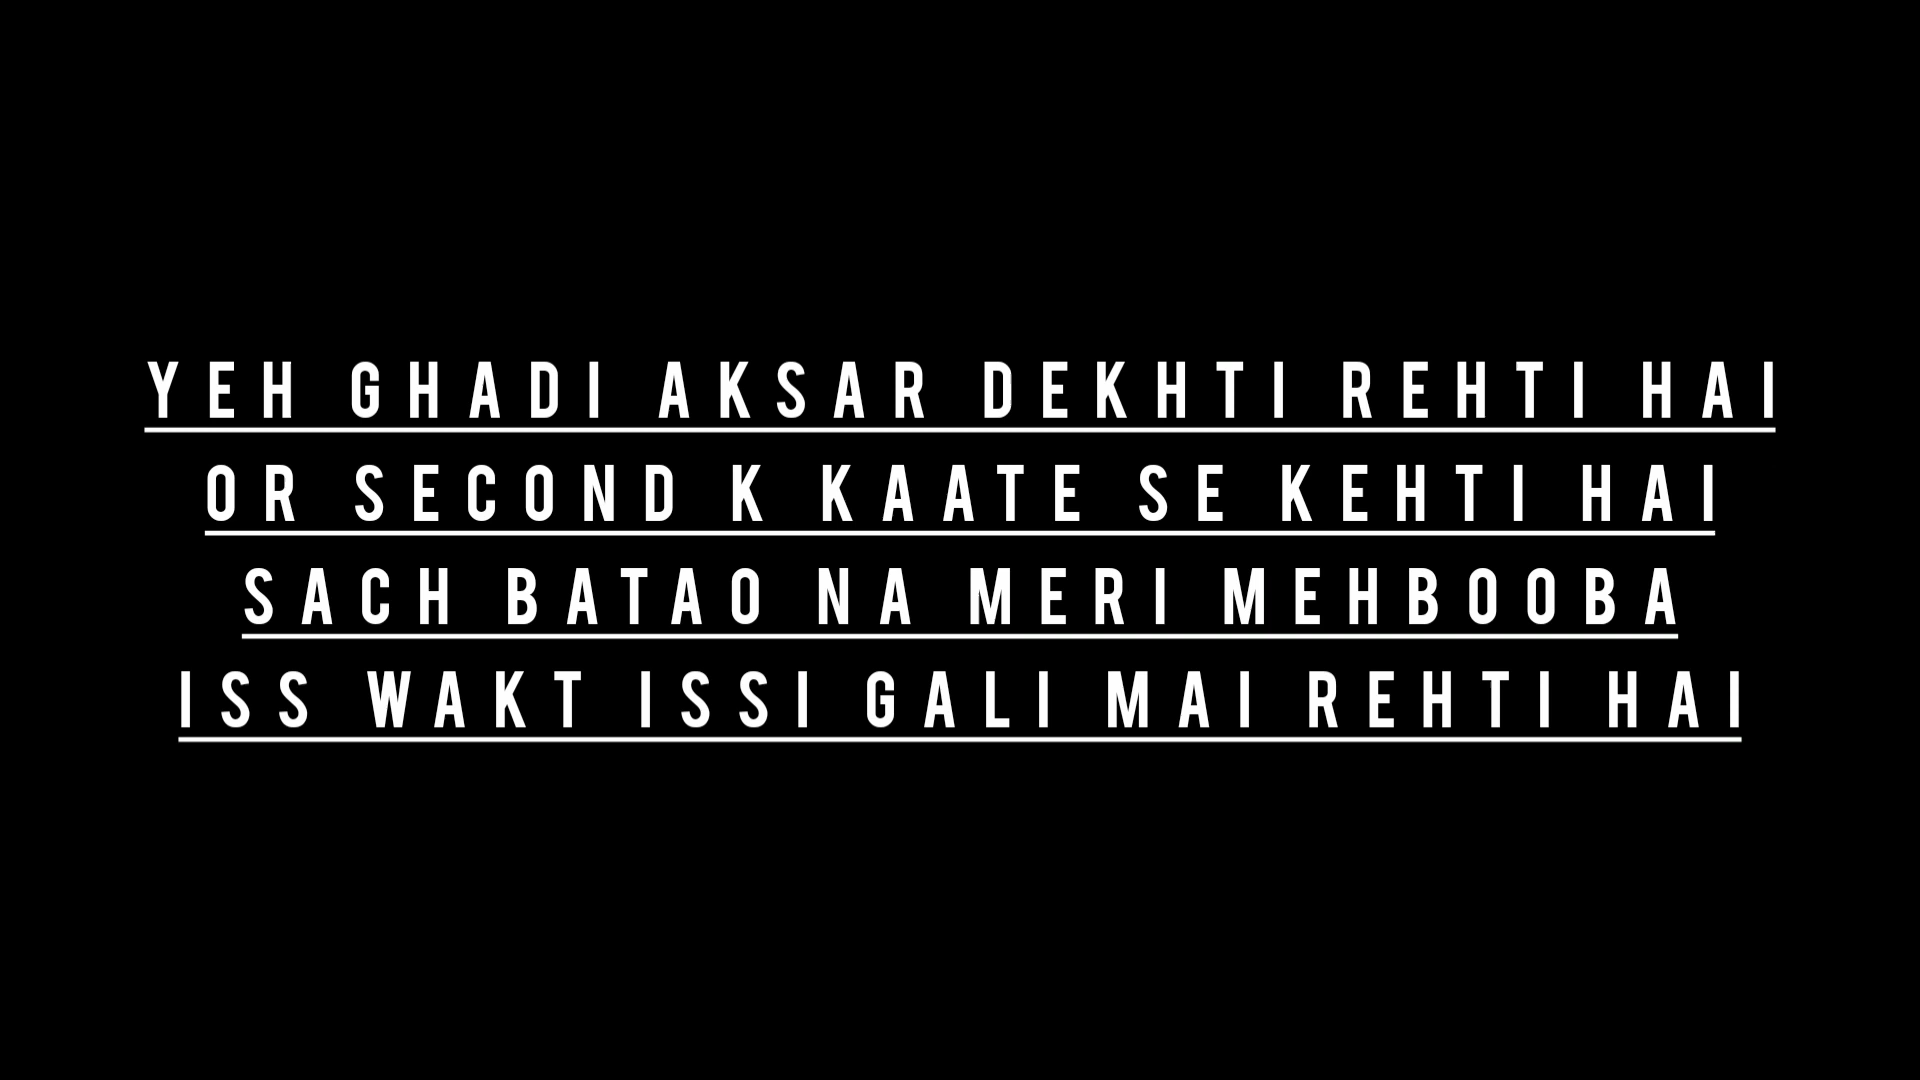 YEH GHADI AKSAR DEKHTI REHTI HAI
OR SECOND K KAATE SE KEHTI HAI
SACH BATAO NA MERI MEHBOOBA
ISS WAKT ISSI GALI MAI REHTI HAI